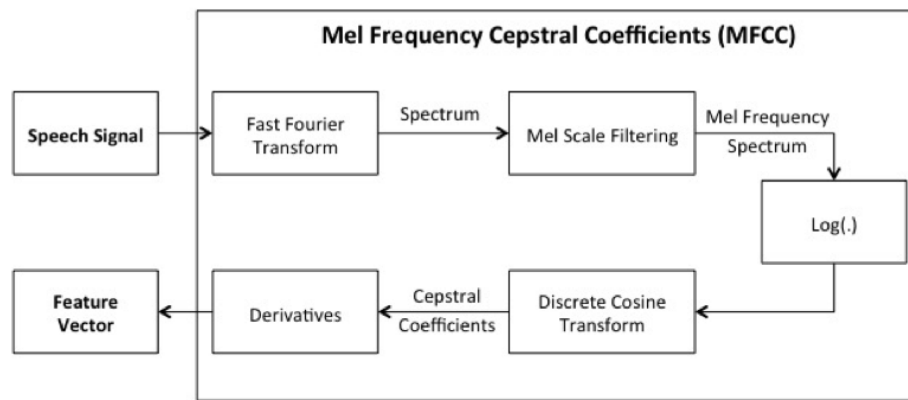 Mel Frequency Cepstral Coefficients (MFCC)
Speech Signal
Fast Fourier
Transform
Spectrum
Mel Scale Filtering
Mel Frequency
Spectrum
Log(.)
Discrete Cosine
Transform
Cepstral
Coefficients
Derivatives
Feature
Vector